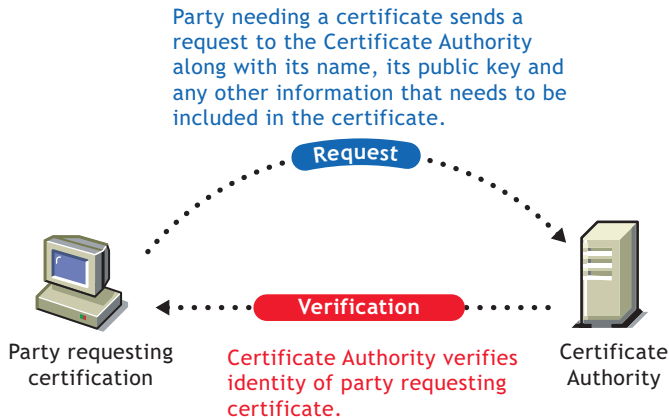 Party needing a certificate sends a
request to the Certificate Authority
along with its name, its public key and
any other information that needs to be
included in the certificate.
Request
Verification
Party requesting
certification
Certificate Authority verifies
identity of party requesting
certificate.
Certificate
Authority